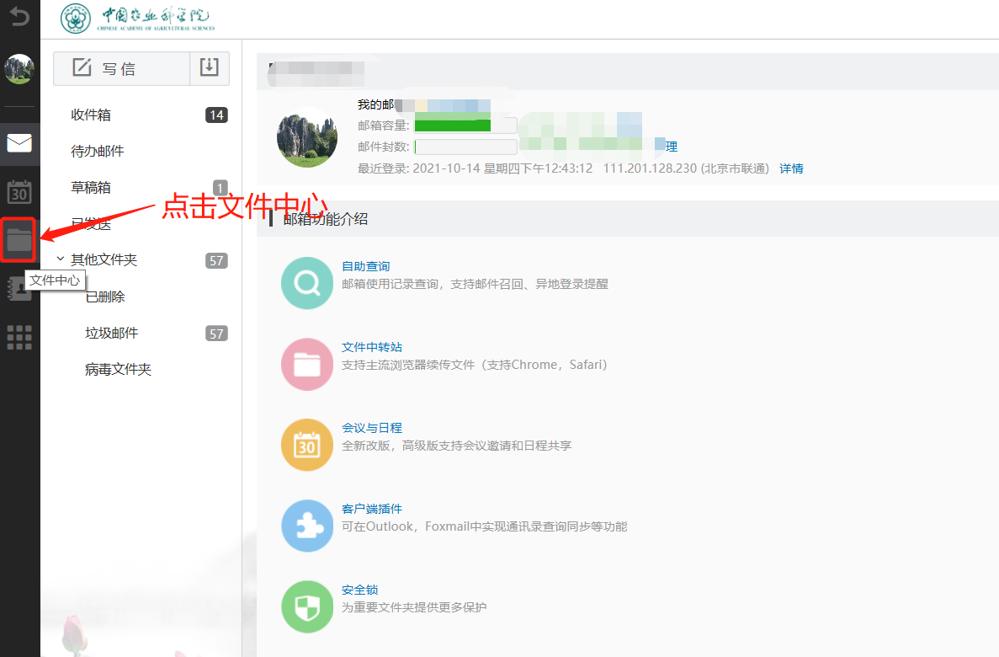 中国农业科学院
CHINESE ACADEMY OF AGRICULTURAL SCIENCES
写信
收件箱 14
待办邮件
草稿箱 1
已发送
其他文件夹 57
已删除
垃圾邮件 57
病毒文件夹
30
文件中心
点击文件中心
我的邮
邮箱容量:
邮件封数:
理
最近登录: 2021-10-14 星期四下午12:43:12 111.201.128.230 (北京市联通) 详情
邮箱功能介绍
自助查询
邮箱使用记录查询，支持邮件召回、异地登录提醒
文件中转站
支持主流浏览器续传文件（支持Chrome，Safari）
30
会议与日程
全新改版，高级版支持会议邀请和日程共享
客户端插件
可在Outlook，Foxmail中实现通讯录查询同步等功能
安全锁
为重要文件夹提供更多保护